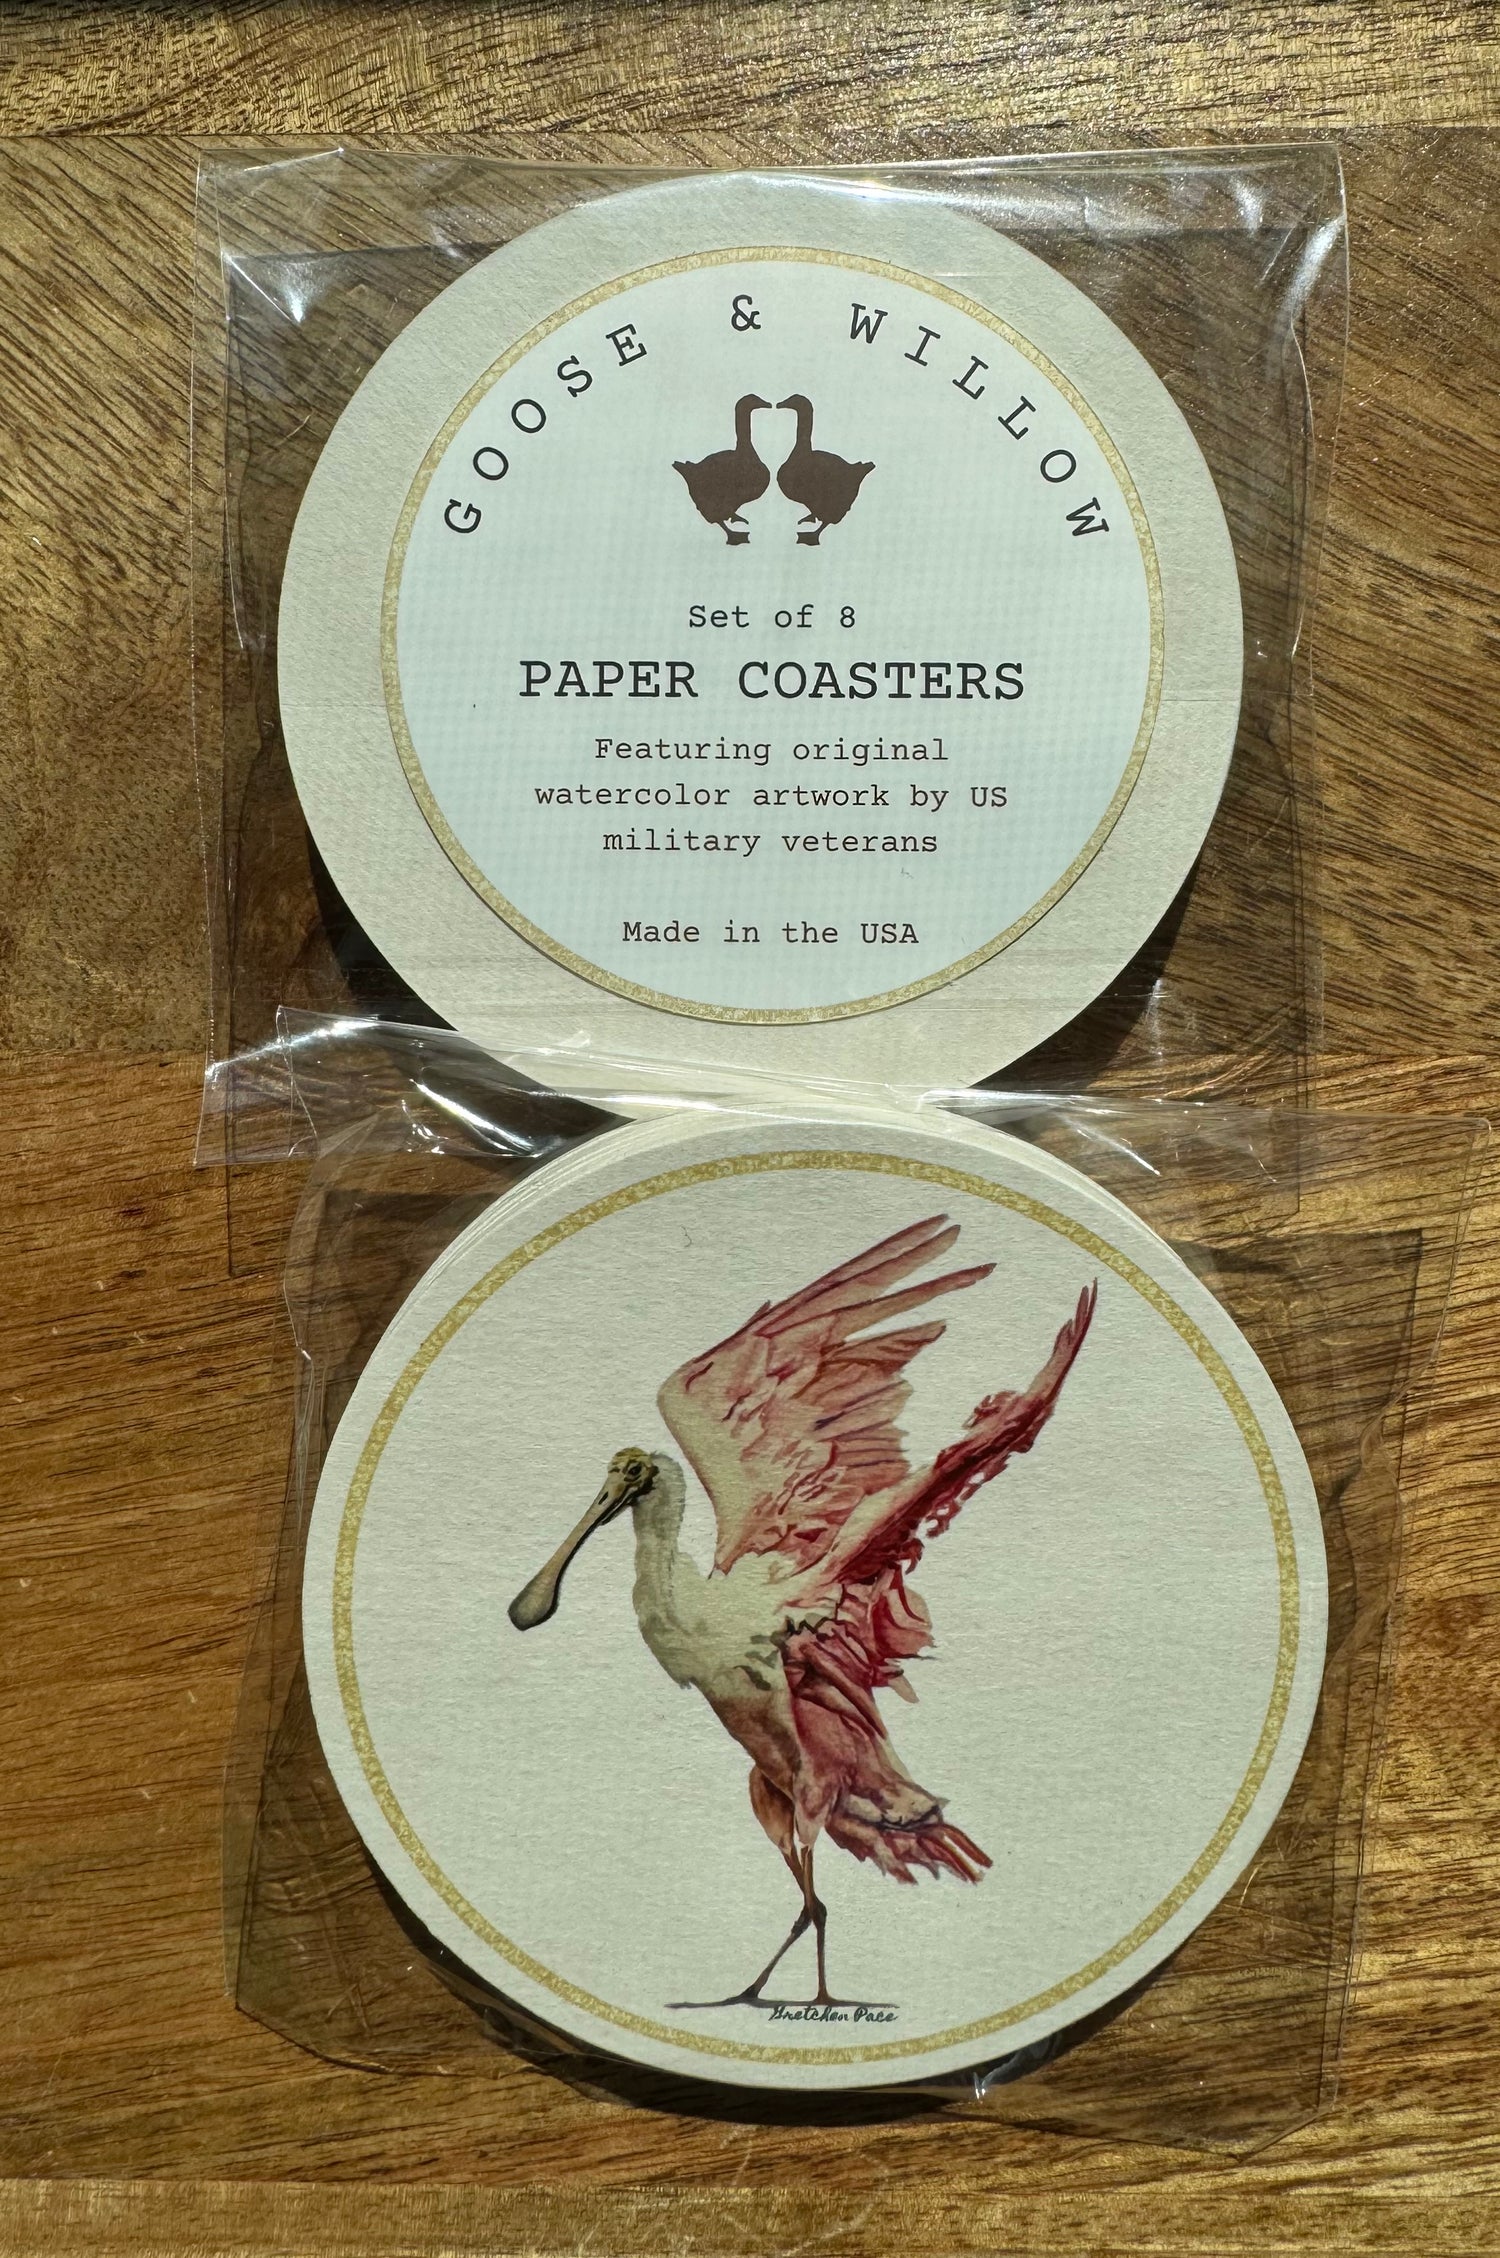 GOOSE & WILLOW
Set of 8
PAPER COASTERS
Featuring original
watercolor artwork by US
military veterans
Made in the USA
Gretchen Pace